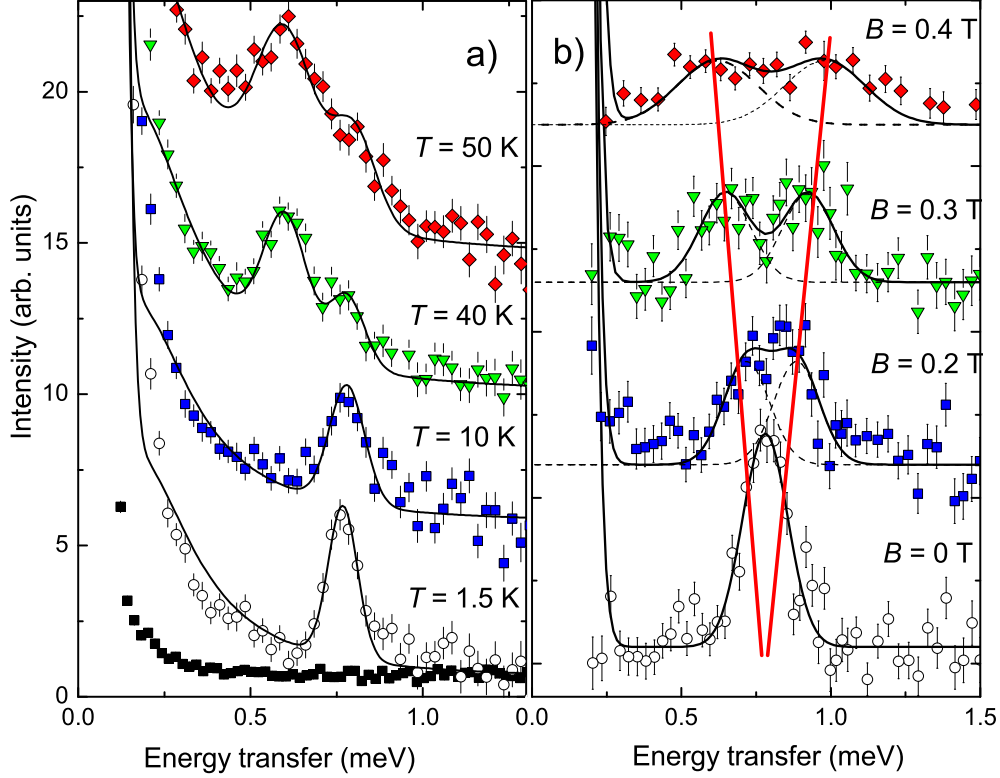 a)
b)
B = 0.4 T
20
T = 50 K
B = 0.3 T
15
T = 40 K
B = 0.2 T
10
T = 10 K
B = 0 T
5
T = 1.5 K
0
Intensity (arb. units)
0.0 0.5 1.0 0.0 0.5 1.0 1.5
Energy transfer (meV) Energy transfer (meV)